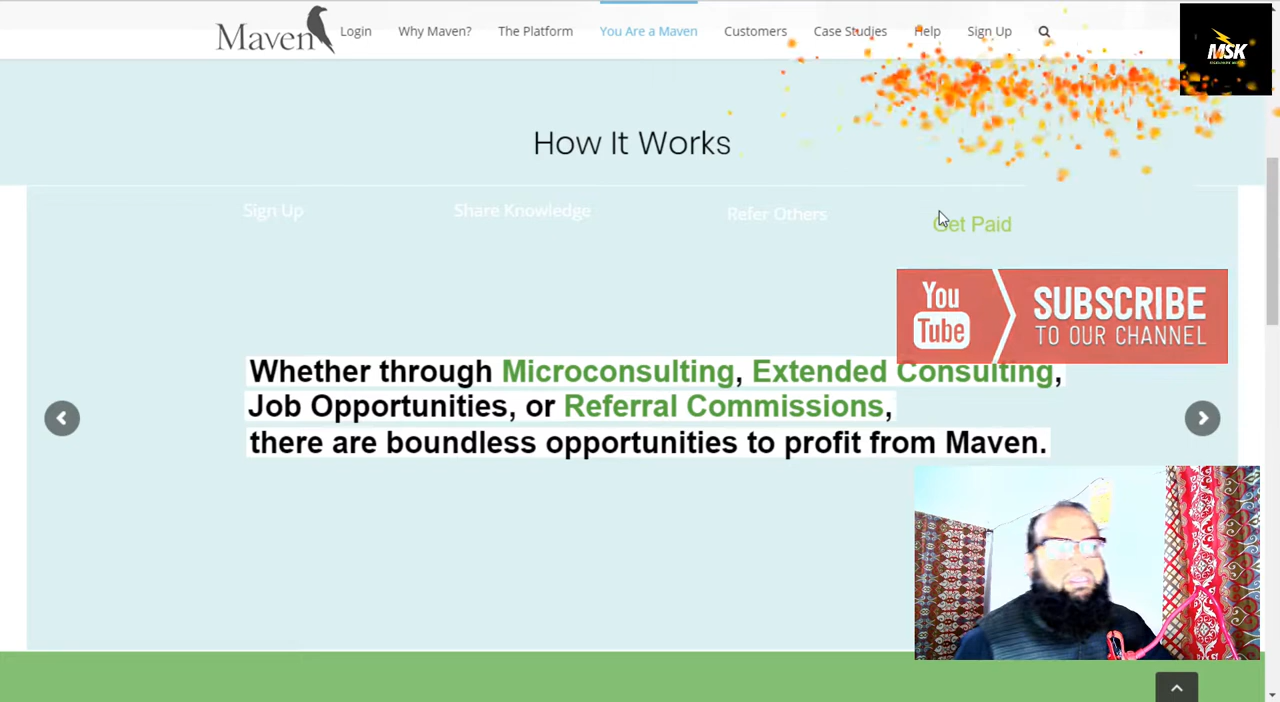 Maven
Login
Why Maven?
The Platform
You Are a Maven
Customers
Case Studies
Help
Sign Up
MSK
How It Works
Sign Up
Share Knowledge
Refer Others
Get Paid
You
Tube
SUBSCRIBE
TO OUR CHANNEL
Whether through Microconsulting, Extended Consulting,
Job Opportunities, or Referral Commissions,
there are boundless opportunities to profit from Maven.